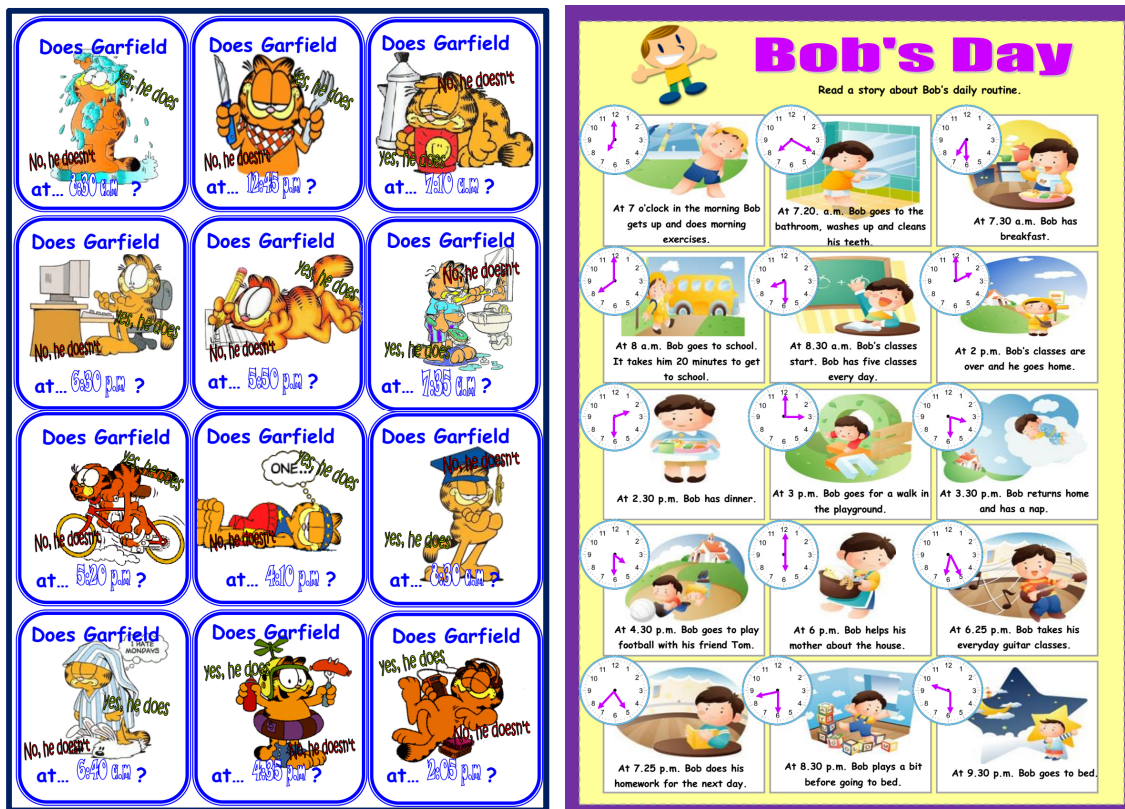 Does Garfield
yes, he does
No, he doesn't
at... 8:30 a.m ?
Does Garfield
yes, he does
No, he doesn't
at... 12:45 p.m ?
Does Garfield
No, he doesn't
yes, he does
at... 7:10 a.m ?
Does Garfield
yes, he does
No, he doesn't
at... 6:30 p.m ?
Does Garfield
yes, he does
No, he doesn't
at... 5:50 p.m ?
Does Garfield
No, he doesn't
yes, he does
at... 7:35 a.m ?
Does Garfield
yes, he does
No, he doesn't
at... 5:20 p.m ?
Does Garfield
ONE...
yes, he does
No, he doesn't
at... 4:10 p.m ?
Does Garfield
No, he doesn't
yes, he does
at... 8:30 a.m ?
Does Garfield
I HATE
MONDAYS
yes, he does
No, he doesn't
at... 6:40 a.m ?
Does Garfield
yes, he does
No, he doesn't
at... 4:35 p.m ?
Does Garfield
yes, he does
No, he doesn't
at... 2:05 p.m ?
Bob's Day
Read a story about Bob's daily routine.
At 7 o'clock in the morning Bob
gets up and does morning
exercises.
At 7.20. a.m. Bob goes to the
bathroom, washes up and cleans
his teeth.
At 7.30 a.m. Bob has
breakfast.
At 8 a.m. Bob goes to school.
It takes him 20 minutes to get
to school.
At 8.30 a.m. Bob's classes
start. Bob has five classes
every day.
At 2 p.m. Bob's classes are
over and he goes home.
At 2.30 p.m. Bob has dinner.
At 3 p.m. Bob goes for a walk in
the playground.
At 3.30 p.m. Bob returns home
and has a nap.
At 4.30 p.m. Bob goes to play
football with his friend Tom.
At 6 p.m. Bob helps his
mother about the house.
At 6.25 p.m. Bob takes his
everyday guitar classes.
At 7.25 p.m. Bob does his
homework for the next day.
At 8.30 p.m. Bob plays a bit
before going to bed.
At 9.30 p.m. Bob goes to bed.